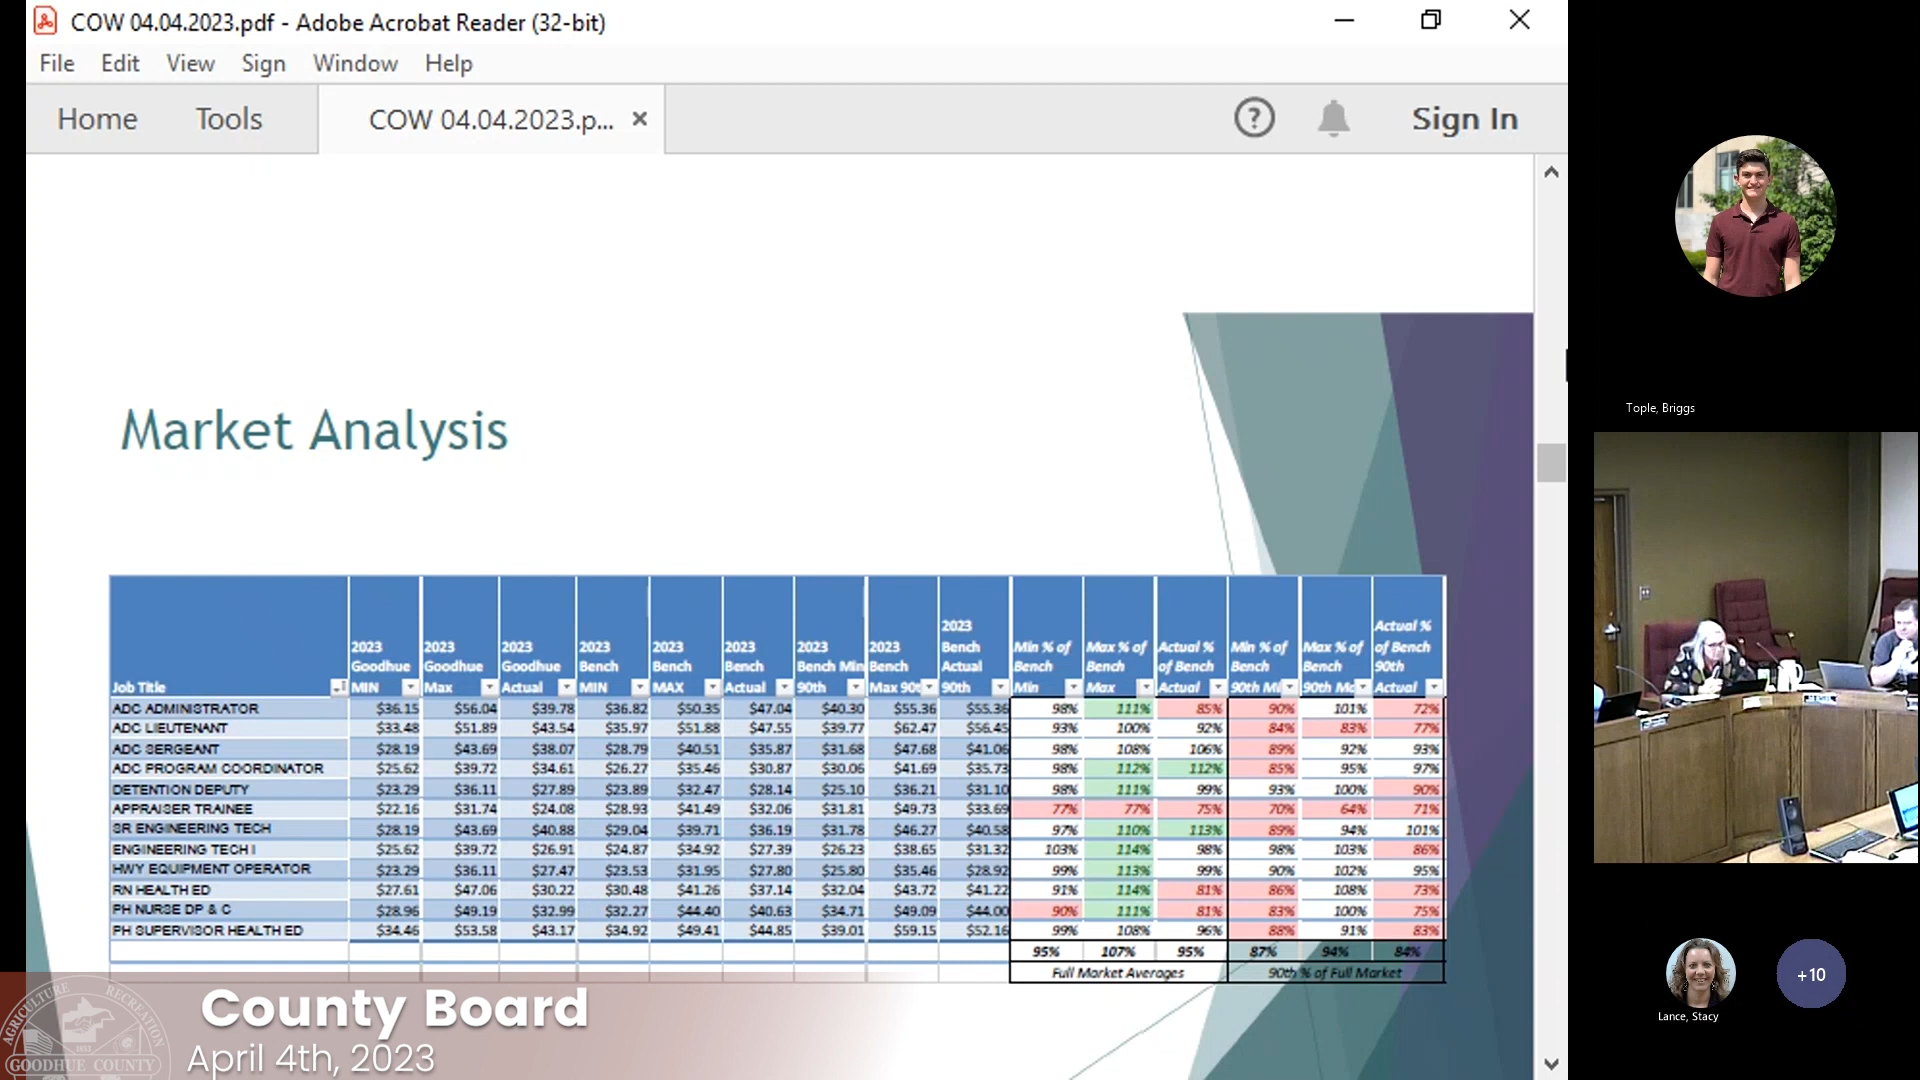 COW 04.04.2023.pdf - Adobe Acrobat Reader (32-bit)
File Edit View Sign Window Help
Home Tools COW 04.04.2023.p... Sign In
Market Analysis
Job Title 2023 Goodhue MIN 2023 Goodhue Max 2023 Goodhue Actual 2023 Bench MIN 2023 Bench MAX 2023 Bench Actual 2023 Bench Min 90th 2023 Bench Max 90t 2023 Bench Actual 90th Min % of Bench Min Max % of Bench Max Actual % of Bench Actual Min % of Bench 90th Mi Max % of Bench 90th Ma Actual % of Bench 90th Actual
ADC ADMINISTRATOR $36.15 $56.04 $39.78 $36.82 $50.35 $47.04 $40.30 $55.36 $55.36 98% 111% 85% 90% 101% 72%
ADC LIEUTENANT $33.48 $51.89 $43.54 $35.97 $51.88 $47.55 $39.77 $62.47 $56.45 93% 100% 92% 84% 83% 77%
ADC SERGEANT $28.19 $43.69 $38.07 $28.79 $40.51 $35.87 $31.68 $47.68 $41.06 98% 108% 106% 89% 92% 93%
ADC PROGRAM COORDINATOR $25.62 $39.72 $34.61 $26.27 $35.46 $30.87 $30.06 $41.69 $35.73 98% 112% 112% 85% 95% 97%
DETENTION DEPUTY $23.29 $36.11 $27.89 $23.89 $32.47 $28.14 $25.10 $36.21 $31.10 98% 111% 99% 93% 100% 90%
APPRAISER TRAINEE $22.16 $31.74 $24.08 $28.93 $41.49 $32.06 $31.81 $49.73 $33.69 77% 77% 75% 70% 64% 71%
SR ENGINEERING TECH $28.19 $43.69 $40.88 $29.04 $39.71 $36.19 $31.78 $46.27 $40.58 97% 110% 113% 89% 94% 101%
ENGINEERING TECH I $25.62 $39.72 $26.91 $24.87 $34.92 $27.39 $26.23 $38.65 $31.32 103% 114% 98% 98% 103% 86%
HWY EQUIPMENT OPERATOR $23.29 $36.11 $27.47 $23.53 $31.95 $27.80 $25.80 $35.46 $28.92 99% 113% 99% 90% 102% 95%
RN HEALTH ED $27.61 $47.06 $30.22 $30.48 $41.26 $37.14 $32.04 $43.72 $41.22 91% 114% 81% 86% 108% 73%
PH NURSE DP & C $28.96 $49.19 $32.99 $32.27 $44.40 $40.63 $34.71 $49.09 $44.00 90% 111% 81% 83% 100% 75%
PH SUPERVISOR HEALTH ED $34.46 $53.58 $43.17 $34.92 $49.41 $44.85 $39.01 $59.15 $52.16 99% 108% 96% 88% 91% 83%
95% 107% 95% 87% 94% 84%
Full Market Averages 90th % of Full Market
County Board
April 4th, 2023
AGRICULTURE RECREATION
GOODHUE COUNTY
Tople, Briggs
Lance, Stacy
+10